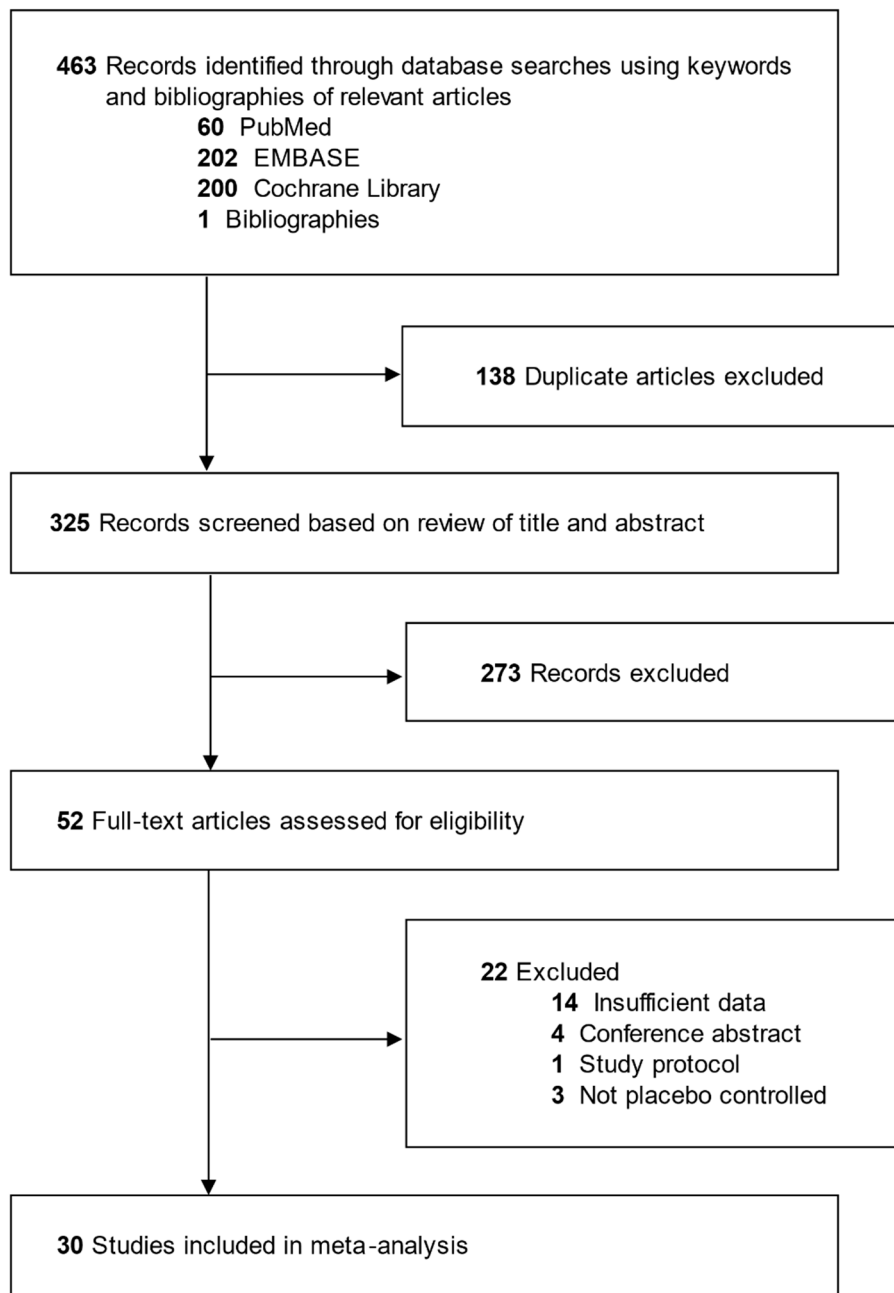 463 Records identified through database searches using keywords
and bibliographies of relevant articles
60 PubMed
202 EMBASE
200 Cochrane Library
1 Bibliographies
138 Duplicate articles excluded
325 Records screened based on review of title and abstract
273 Records excluded
52 Full-text articles assessed for eligibility
22 Excluded
14 Insufficient data
4 Conference abstract
1 Study protocol
3 Not placebo controlled
30 Studies included in meta-analysis